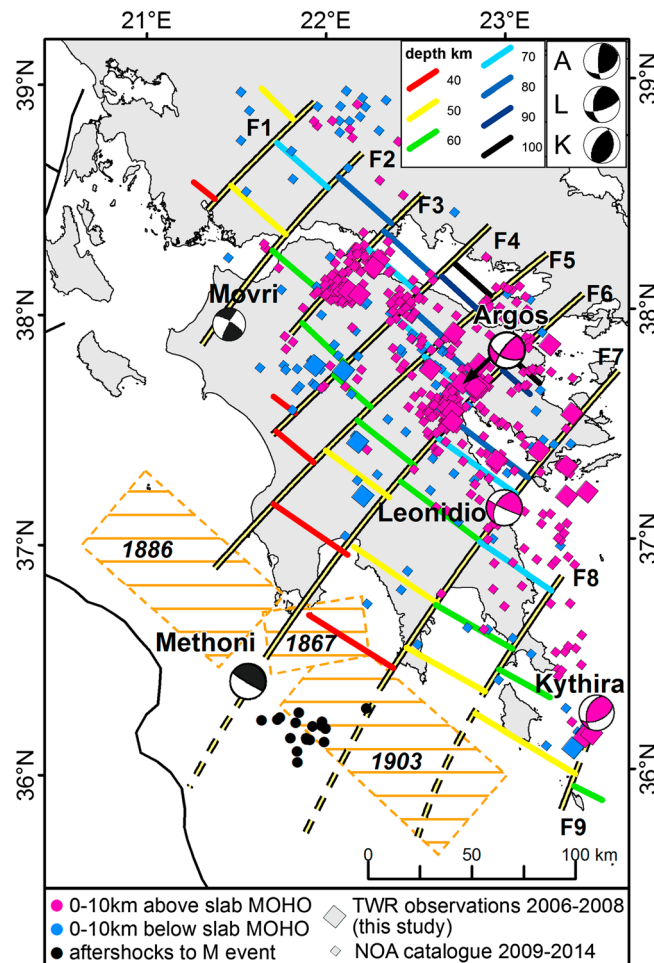 21°E 22°E 23°E
39°N 39°N
depth km
40
50
60
70
80
90
100
A
L
K
F1
F2
F3
F4
F5
F6
F7
Movri
38°N 38°N
Argos
Leonidio
37°N 37°N
1886
F8
Methoni
1867
Kythira
36°N 36°N
1903
F9
0 50 100 km
0-10km above slab MOHO
0-10km below slab MOHO
aftershocks to M event
TWR observations 2006-2008
(this study)
NOA catalogue 2009-2014